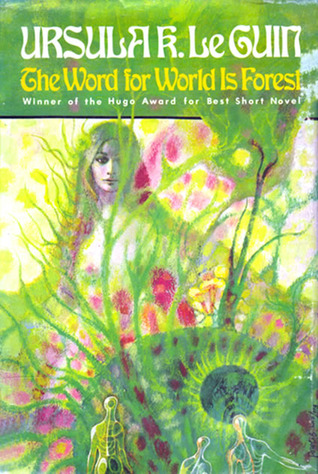 URSULA K. Le GUIN
The Word for World Is Forest
Winner of the Hugo Award for Best Short Novel